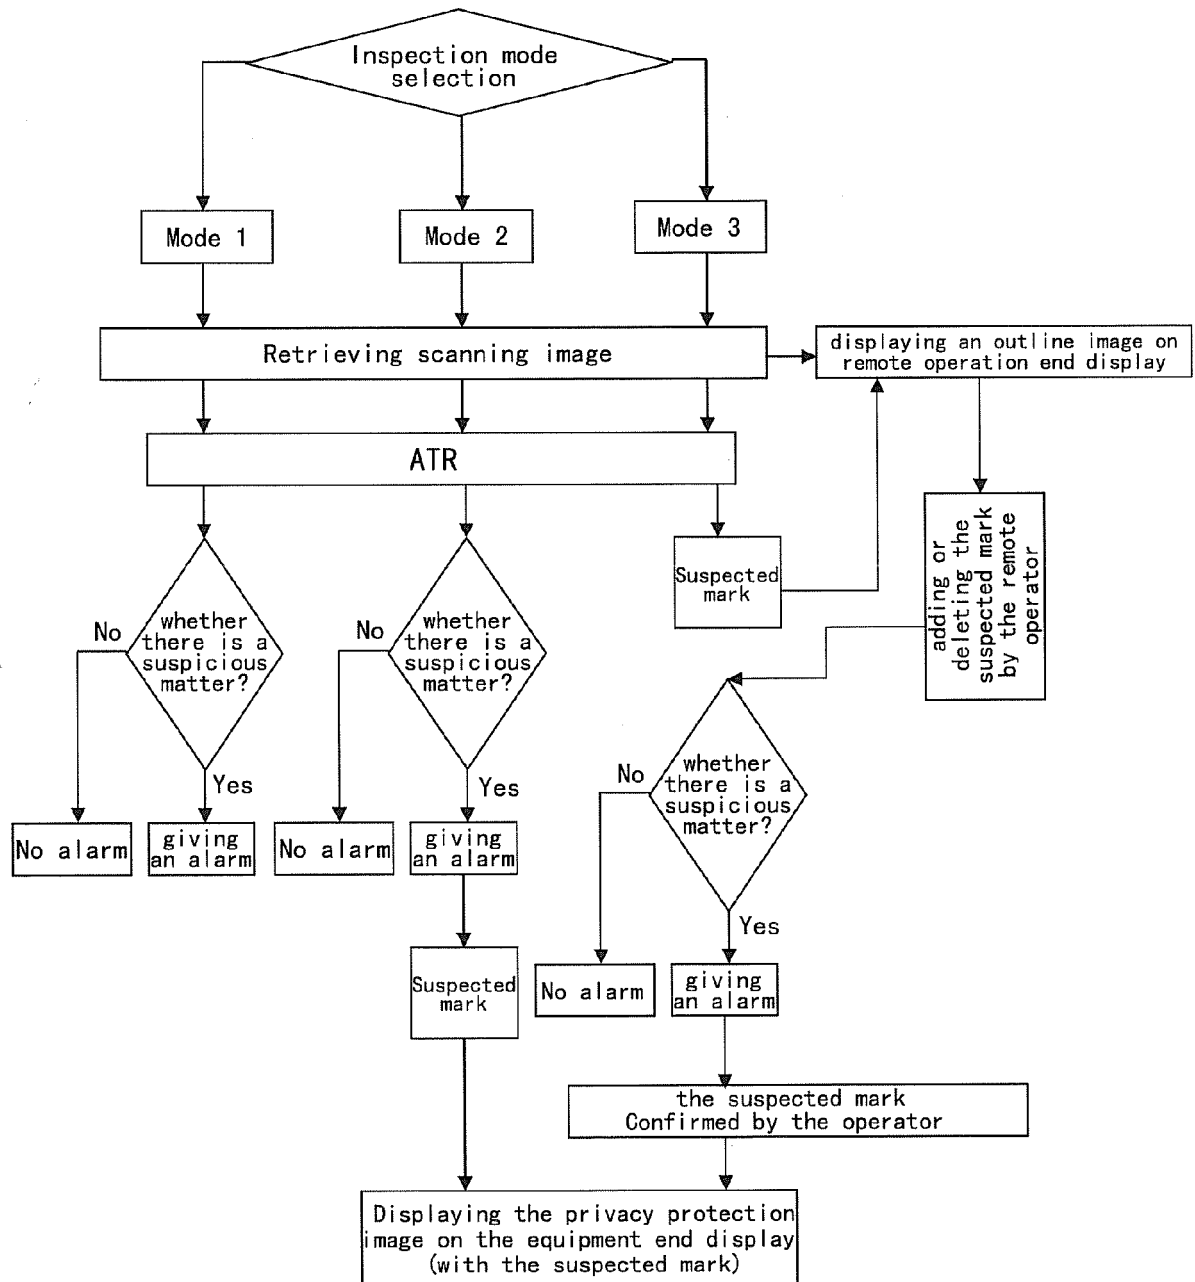 Inspection mode
selection
Mode 1
Mode 2
Mode 3
Retrieving scanning image
displaying an outline image on
remote operation end display
ATR
Suspected
mark
adding or
deleting the
suspected mark
by the remote
operator
whether
there is a
suspicious
matter?
No
Yes
No alarm
giving
an alarm
whether
there is a
suspicious
matter?
No
Yes
No alarm
giving
an alarm
Suspected
mark
whether
there is a
suspicious
matter?
No
Yes
No alarm
giving
an alarm
the suspected mark
Confirmed by the operator
Displaying the privacy protection
image on the equipment end display
(with the suspected mark)